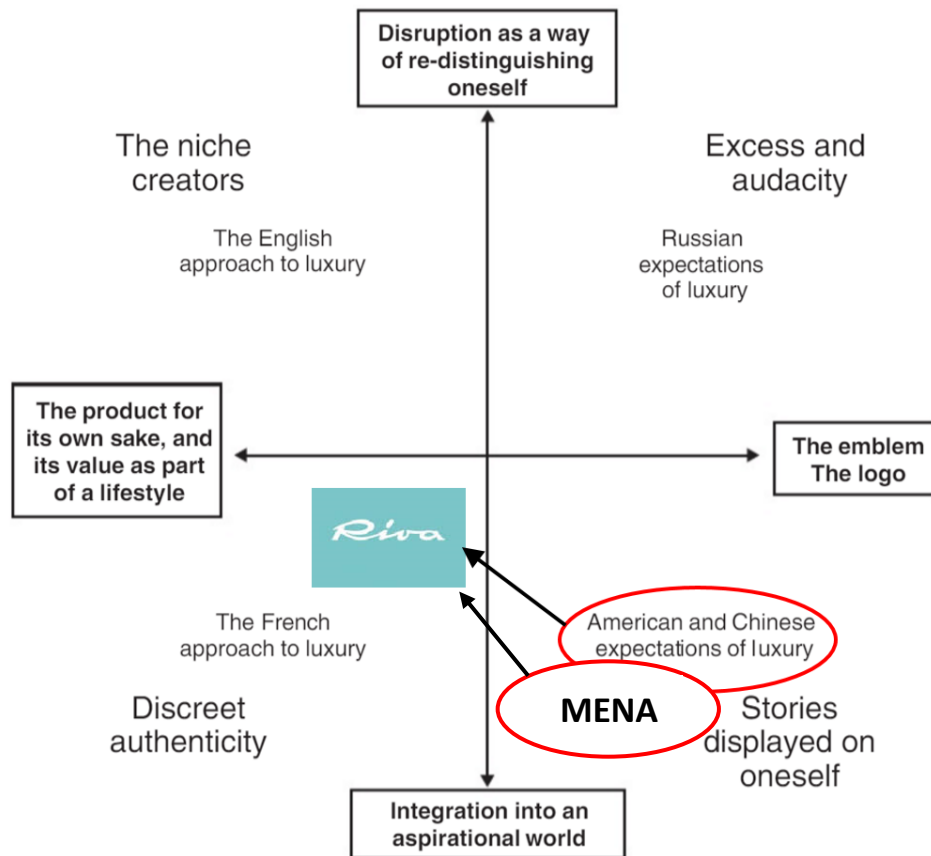 Disruption as a way
of re-distinguishing
oneself
The niche
creators
Excess and
audacity
The English
approach to luxury
Russian
expectations
of luxury
The product for
its own sake, and
its value as part
of a lifestyle
The emblem
The logo
Riva
The French
approach to luxury
American and Chinese
expectations of luxury
MENA
Discreet
authenticity
Stories
displayed on
oneself
Integration into an
aspirational world